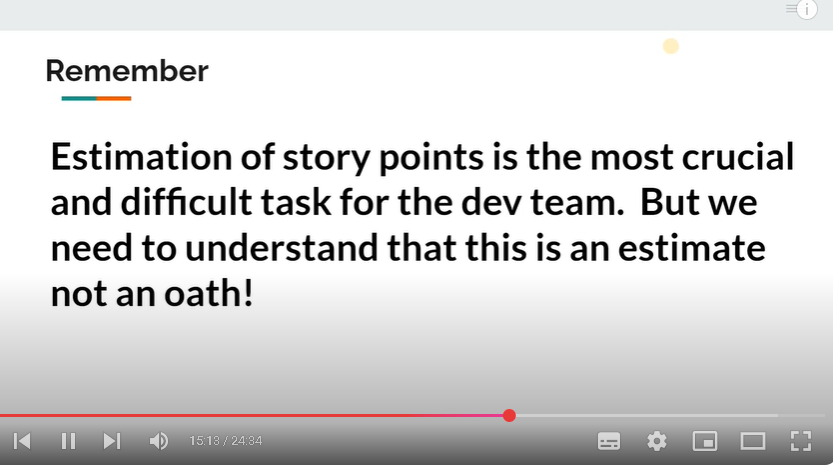 Remember
Estimation of story points is the most crucial
and difficult task for the dev team.  But we
need to understand that this is an estimate
not an oath!
15:13 / 24:34